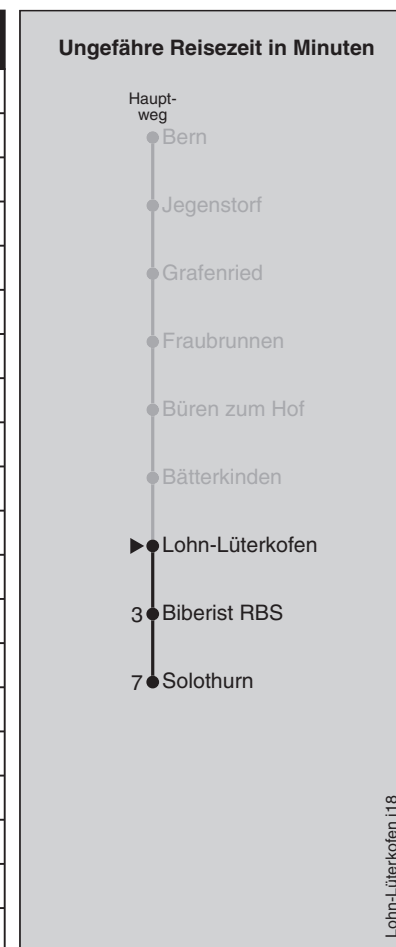 Ungefähre Reisezeit in Minuten
Haupt-
weg
Bern
Jegenstorf
Grafenried
Fraubrunnen
Büren zum Hof
Bätterkinden
Lohn-Lüterkofen
3 Biberist RBS
7 Solothurn
Lohn-Lüterkofen j18